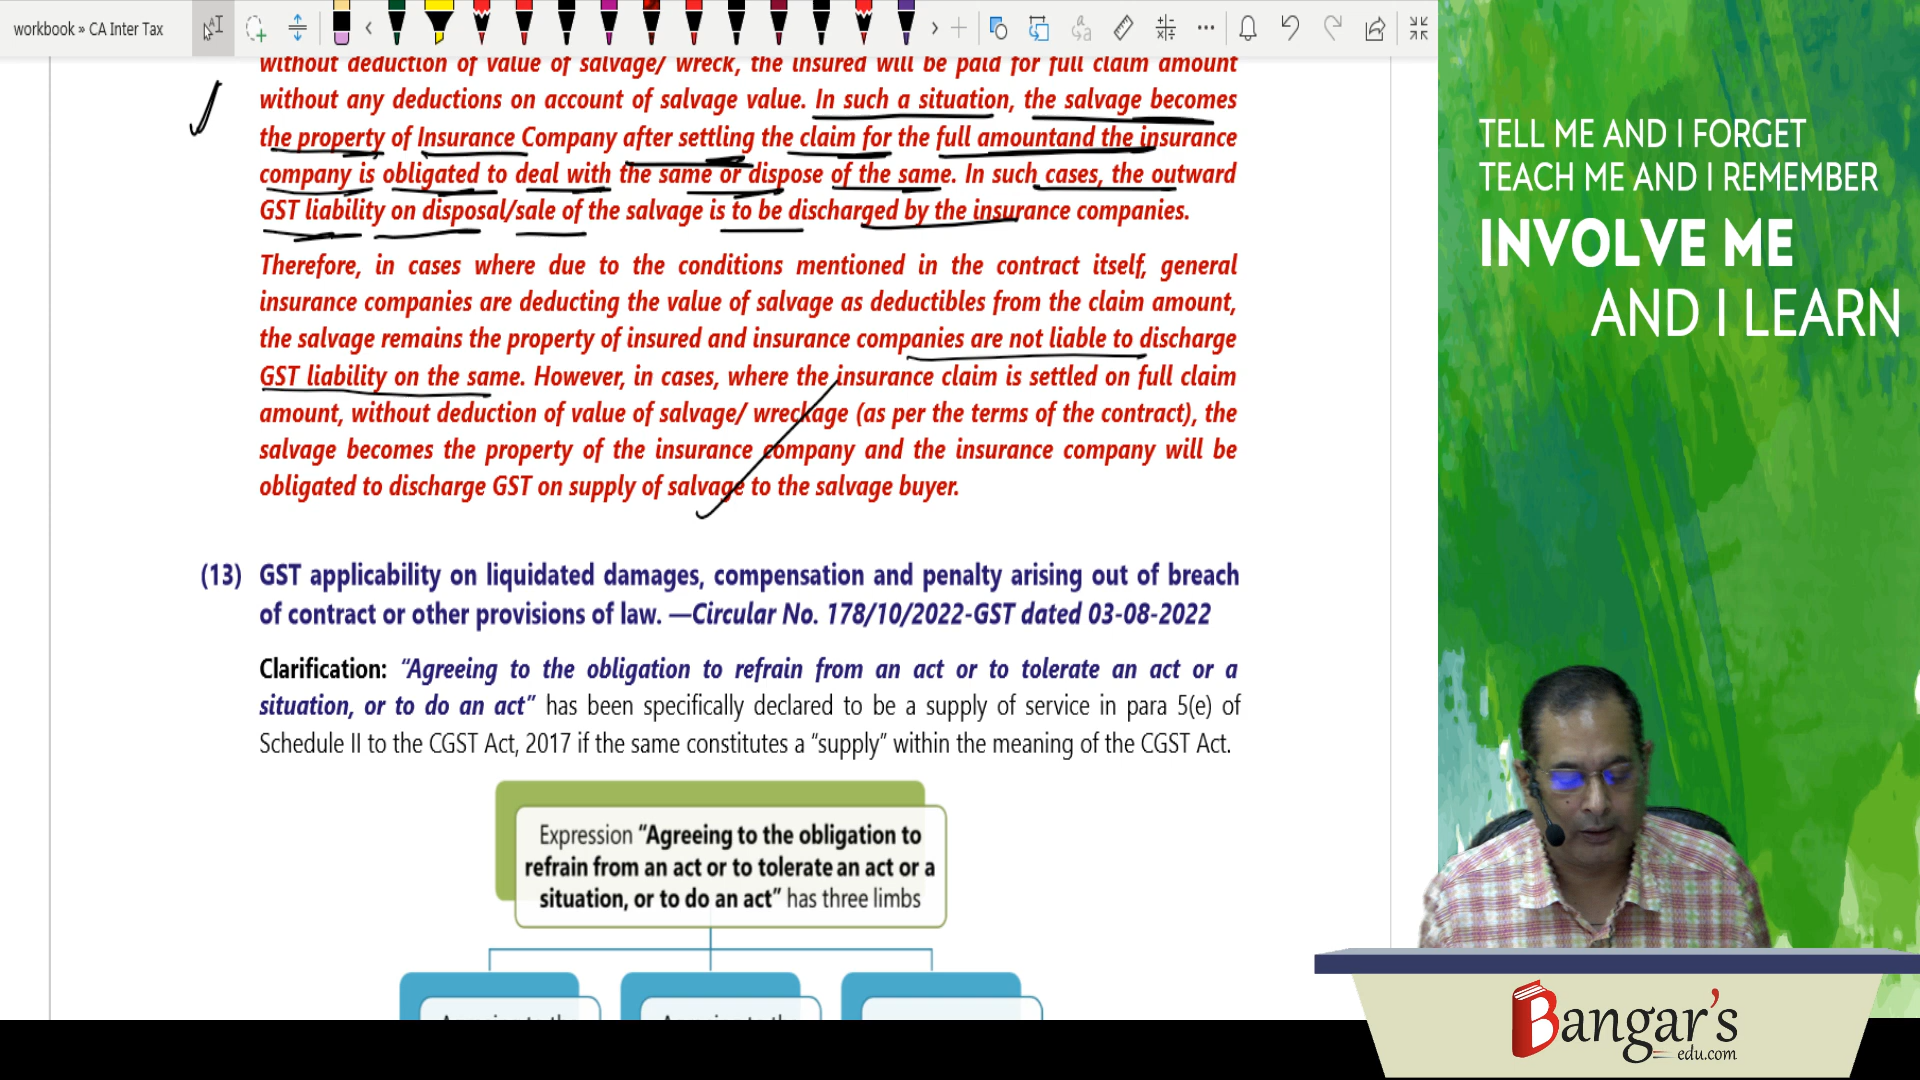 workbook » CA Inter Tax
without deduction of value of salvage/ wreck, the insured will be paid for full claim amount
without any deductions on account of salvage value. In such a situation, the salvage becomes
the property of Insurance Company after settling the claim for the full amountand the insurance
company is obligated to deal with the same or dispose of the same. In such cases, the outward
GST liability on disposal/sale of the salvage is to be discharged by the insurance companies.
Therefore, in cases where due to the conditions mentioned in the contract itself, general
insurance companies are deducting the value of salvage as deductibles from the claim amount,
the salvage remains the property of insured and insurance companies are not liable to discharge
GST liability on the same. However, in cases, where the insurance claim is settled on full claim
amount, without deduction of value of salvage/ wreckage (as per the terms of the contract), the
salvage becomes the property of the insurance company and the insurance company will be
obligated to discharge GST on supply of salvage to the salvage buyer.
(13) GST applicability on liquidated damages, compensation and penalty arising out of breach
of contract or other provisions of law. —Circular No. 178/10/2022-GST dated 03-08-2022
Clarification: "Agreeing to the obligation to refrain from an act or to tolerate an act or a
situation, or to do an act" has been specifically declared to be a supply of service in para 5(e) of
Schedule II to the CGST Act, 2017 if the same constitutes a "supply" within the meaning of the CGST Act.
Expression "Agreeing to the obligation to
refrain from an act or to tolerate an act or a
situation, or to do an act" has three limbs
TELL ME AND I FORGET
TEACH ME AND I REMEMBER
INVOLVE ME
AND I LEARN
Bangar's
edu.com